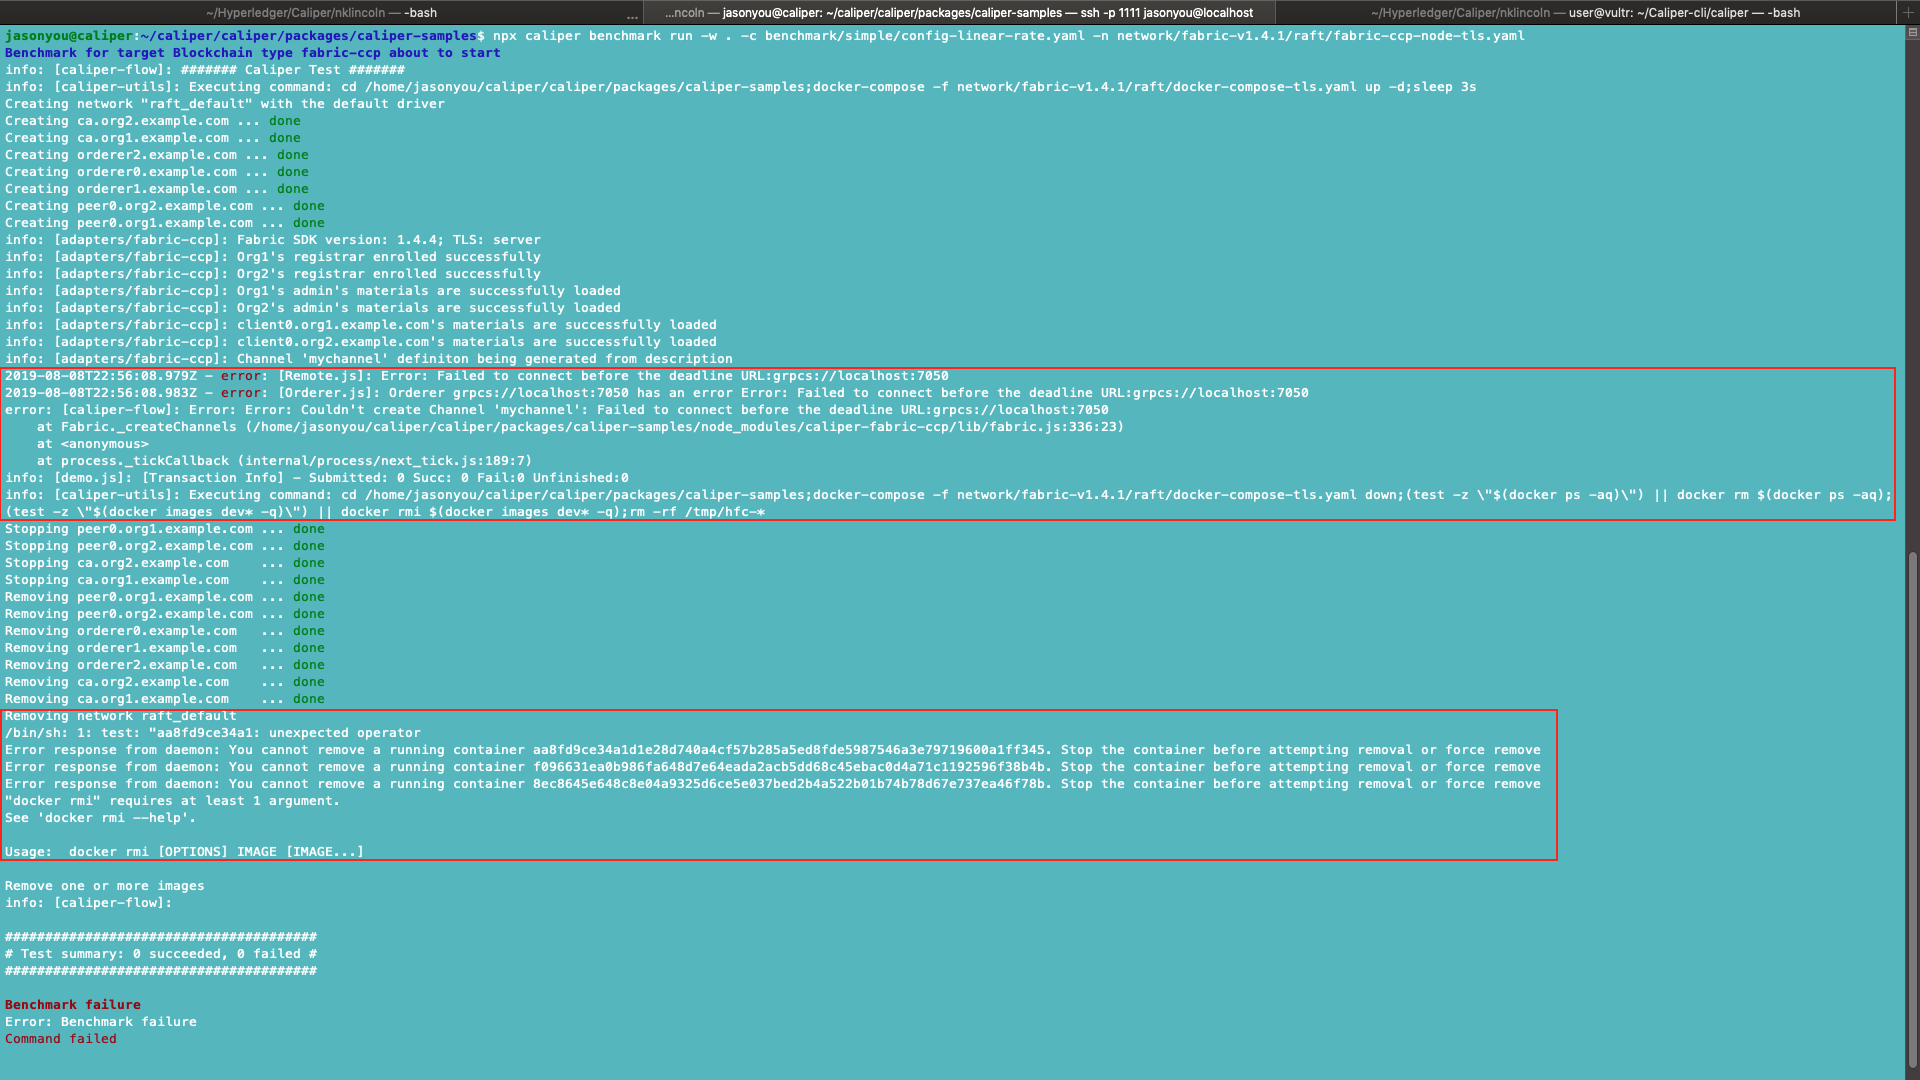 ~/Hyperledger/Caliper/nklincoln — -bash
...
...ncoln — jasonyou@caliper: ~/caliper/caliper/packages/caliper-samples — ssh -p 1111 jasonyou@localhost
~/Hyperledger/Caliper/nklincoln — user@vultr: ~/Caliper-cli/caliper — -bash
+
jasonyou@caliper:~/caliper/caliper/packages/caliper-samples$ npx caliper benchmark run -w . -c benchmark/simple/config-linear-rate.yaml -n network/fabric-v1.4.1/raft/fabric-ccp-node-tls.yaml
Benchmark for target Blockchain type fabric-ccp about to start
info: [caliper-flow]: ####### Caliper Test #######
info: [caliper-utils]: Executing command: cd /home/jasonyou/caliper/caliper/packages/caliper-samples;docker-compose -f network/fabric-v1.4.1/raft/docker-compose-tls.yaml up -d;sleep 3s
Creating network "raft_default" with the default driver
Creating ca.org2.example.com ... done
Creating ca.org1.example.com ... done
Creating orderer2.example.com ... done
Creating orderer0.example.com ... done
Creating orderer1.example.com ... done
Creating peer0.org2.example.com ... done
Creating peer0.org1.example.com ... done
info: [adapters/fabric-ccp]: Fabric SDK version: 1.4.4; TLS: server
info: [adapters/fabric-ccp]: Org1's registrar enrolled successfully
info: [adapters/fabric-ccp]: Org2's registrar enrolled successfully
info: [adapters/fabric-ccp]: Org1's admin's materials are successfully loaded
info: [adapters/fabric-ccp]: Org2's admin's materials are successfully loaded
info: [adapters/fabric-ccp]: client0.org1.example.com's materials are successfully loaded
info: [adapters/fabric-ccp]: client0.org2.example.com's materials are successfully loaded
info: [adapters/fabric-ccp]: Channel 'mychannel' definiton being generated from description
2019-08-08T22:56:08.979Z - error: [Remote.js]: Error: Failed to connect before the deadline URL:grpcs://localhost:7050
2019-08-08T22:56:08.983Z - error: [Orderer.js]: Orderer grpcs://localhost:7050 has an error Error: Failed to connect before the deadline URL:grpcs://localhost:7050
error: [caliper-flow]: Error: Error: Couldn't create Channel 'mychannel': Failed to connect before the deadline URL:grpcs://localhost:7050
    at Fabric._createChannels (/home/jasonyou/caliper/caliper/packages/caliper-samples/node_modules/caliper-fabric-ccp/lib/fabric.js:336:23)
    at <anonymous>
    at process._tickCallback (internal/process/next_tick.js:189:7)
info: [demo.js]: [Transaction Info] - Submitted: 0 Succ: 0 Fail:0 Unfinished:0
info: [caliper-utils]: Executing command: cd /home/jasonyou/caliper/caliper/packages/caliper-samples;docker-compose -f network/fabric-v1.4.1/raft/docker-compose-tls.yaml down;(test -z \"$(docker ps -aq)\") || docker rm $(docker ps -aq);
(test -z \"$(docker images dev* -q)\") || docker rmi $(docker images dev* -q);rm -rf /tmp/hfc-*
Stopping peer0.org1.example.com ... done
Stopping peer0.org2.example.com ... done
Stopping ca.org2.example.com    ... done
Stopping ca.org1.example.com    ... done
Removing peer0.org1.example.com ... done
Removing peer0.org2.example.com ... done
Removing orderer0.example.com   ... done
Removing orderer1.example.com   ... done
Removing orderer2.example.com   ... done
Removing ca.org2.example.com    ... done
Removing ca.org1.example.com    ... done
Removing network raft_default
/bin/sh: 1: test: "aa8fd9ce34a1: unexpected operator
Error response from daemon: You cannot remove a running container aa8fd9ce34a1d1e28d740a4cf57b285a5ed8fde5987546a3e79719600a1ff345. Stop the container before attempting removal or force remove
Error response from daemon: You cannot remove a running container f096631ea0b986fa648d7e64eada2acb5dd68c45ebac0d4a71c1192596f38b4b. Stop the container before attempting removal or force remove
Error response from daemon: You cannot remove a running container 8ec8645e648c8e04a9325d6ce5e037bed2b4a522b01b74b78d67e737ea46f78b. Stop the container before attempting removal or force remove
"docker rmi" requires at least 1 argument.
See 'docker rmi --help'.
Usage:  docker rmi [OPTIONS] IMAGE [IMAGE...]
Remove one or more images
info: [caliper-flow]:
#######################################
# Test summary: 0 succeeded, 0 failed #
#######################################
Benchmark failure
Error: Benchmark failure
Command failed